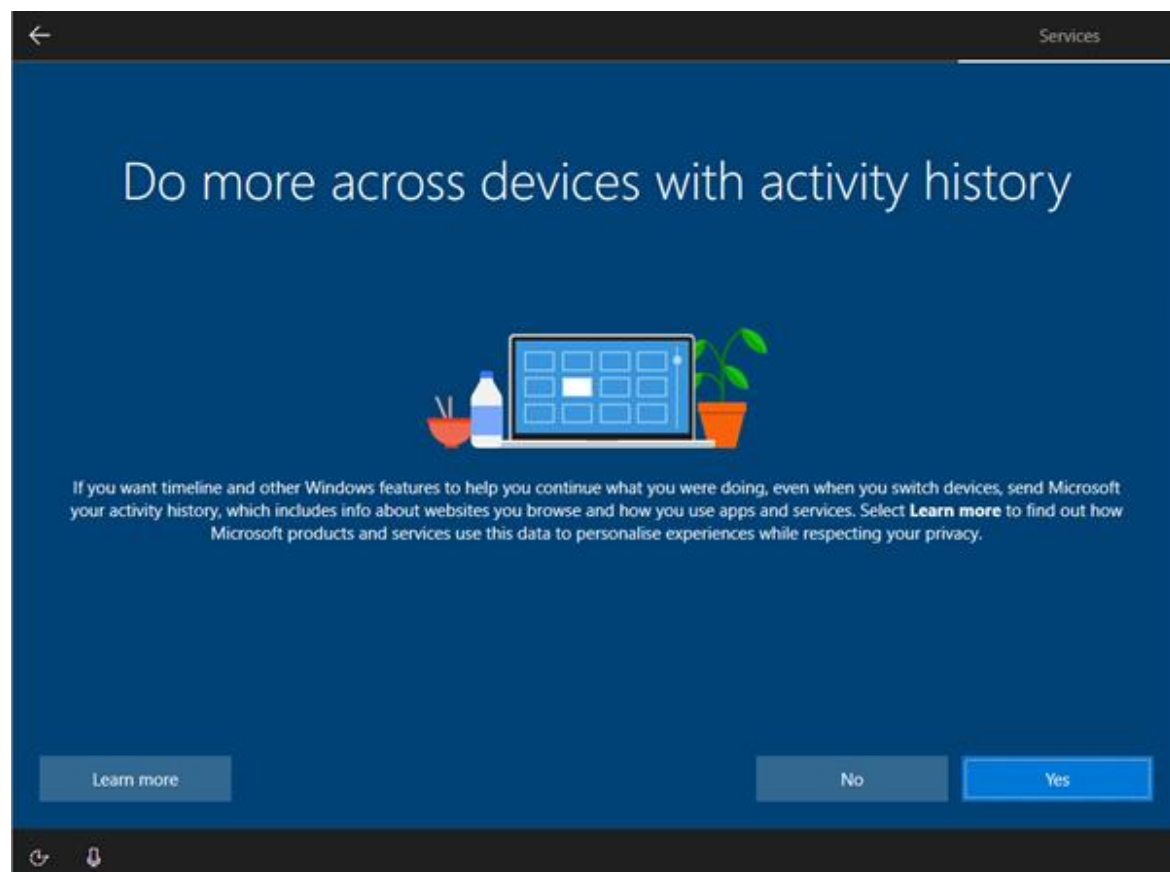 Services
Do more across devices with activity history
If you want timeline and other Windows features to help you continue what you were doing, even when you switch devices, send Microsoft
your activity history, which includes info about websites you browse and how you use apps and services. Select Learn more to find out how
Microsoft products and services use this data to personalise experiences while respecting your privacy.
Learn more
No
Yes